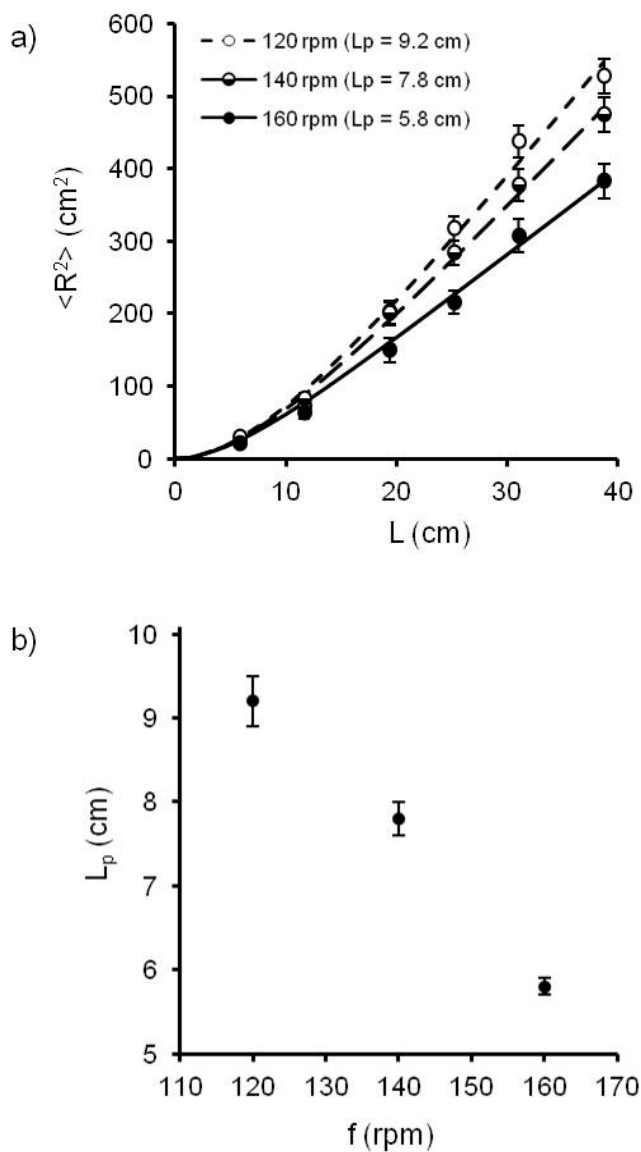 a)
600
500
400
300
200
100
0
<R²> (cm²)
120 rpm (Lp = 9.2 cm)
140 rpm (Lp = 7.8 cm)
160 rpm (Lp = 5.8 cm)
0 10 20 30 40
L (cm)
b)
10
9
8
7
6
5
Lₚ (cm)
110 120 130 140 150 160 170
f (rpm)